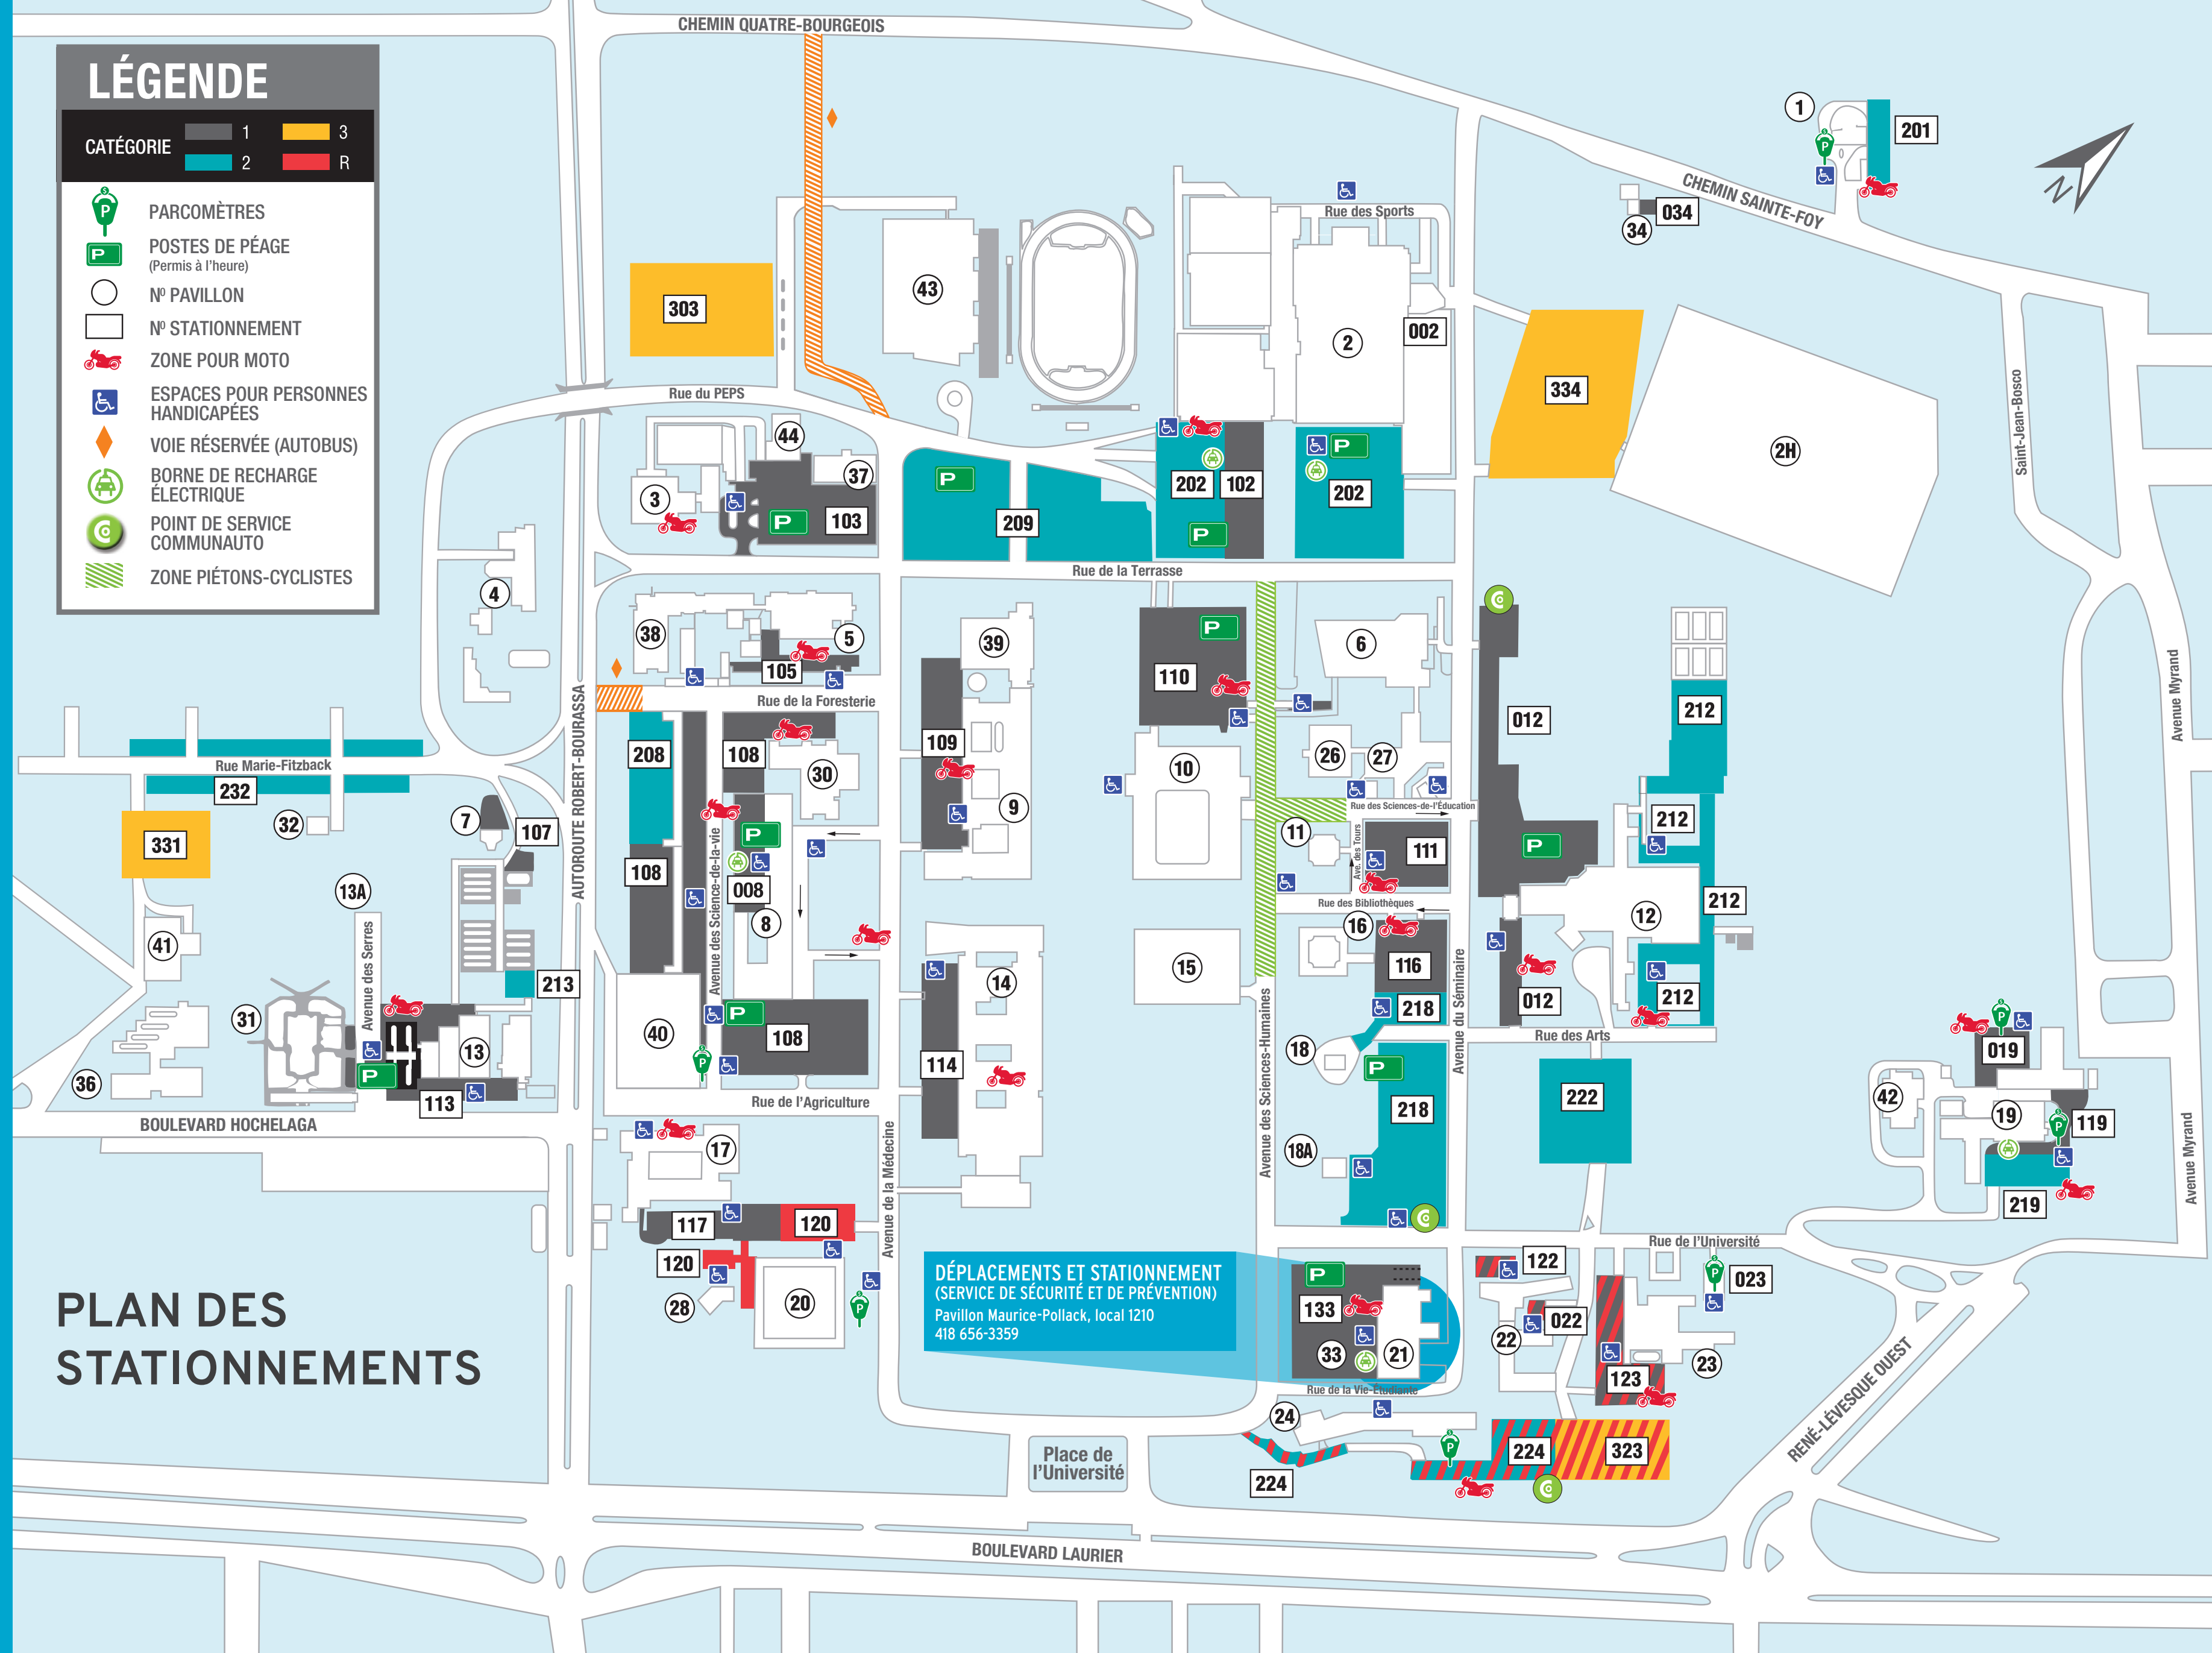 CHEMIN QUATRE-BOURGEOIS
LÉGENDE
CATÉGORIE
1
3
2
R
PARCOMÈTRES
POSTES DE PÉAGE
(Permis à l'heure)
Nº PAVILLON
Nº STATIONNEMENT
ZONE POUR MOTO
ESPACES POUR PERSONNES
HANDICAPÉES
VOIE RÉSERVÉE (AUTOBUS)
BORNE DE RECHARGE
ÉLECTRIQUE
POINT DE SERVICE
COMMUNAUTO
ZONE PIÉTONS-CYCLISTES
1
201
CHEMIN SAINTE-FOY
034
34
N
Rue des Sports
43
303
2
002
334
2H
Saint-Jean-Bosco
Rue du PEPS
44
37
3
103
209
202
102
202
Rue de la Terrasse
4
38
5
105
39
110
6
Rue de la Foresterie
AUTOROUTE ROBERT-BOURASSA
Avenue Myrand
012
212
208
108
30
109
10
26
27
Rue Marie-Fitzback
232
32
7
107
331
9
Rue des Sciences-de-l'Éducation
11
Ave. des Tours
111
212
108
008
8
Avenue des Science-de-la-vie
13A
Rue des Bibliothèques
212
12
16
41
Avenue des Serres
213
14
15
116
218
Avenue du Séminaire
012
212
31
13
40
108
114
Avenue des Sciences-Humaines
18
Rue des Arts
019
36
113
Rue de l'Agriculture
218
222
42
19
119
BOULEVARD HOCHELAGA
17
Avenue de la Médecine
18A
Avenue Myrand
219
117
120
120
28
20
Rue de l'Université
122
023
DÉPLACEMENTS ET STATIONNEMENT
(SERVICE DE SÉCURITÉ ET DE PRÉVENTION)
Pavillon Maurice-Pollack, local 1210
418 656-3359
133
33
21
022
22
23
123
PLAN DES
STATIONNEMENTS
Rue de la Vie-Étudiante
RENÉ-LÉVESQUE OUEST
24
224
224
323
Place de
l'Université
BOULEVARD LAURIER